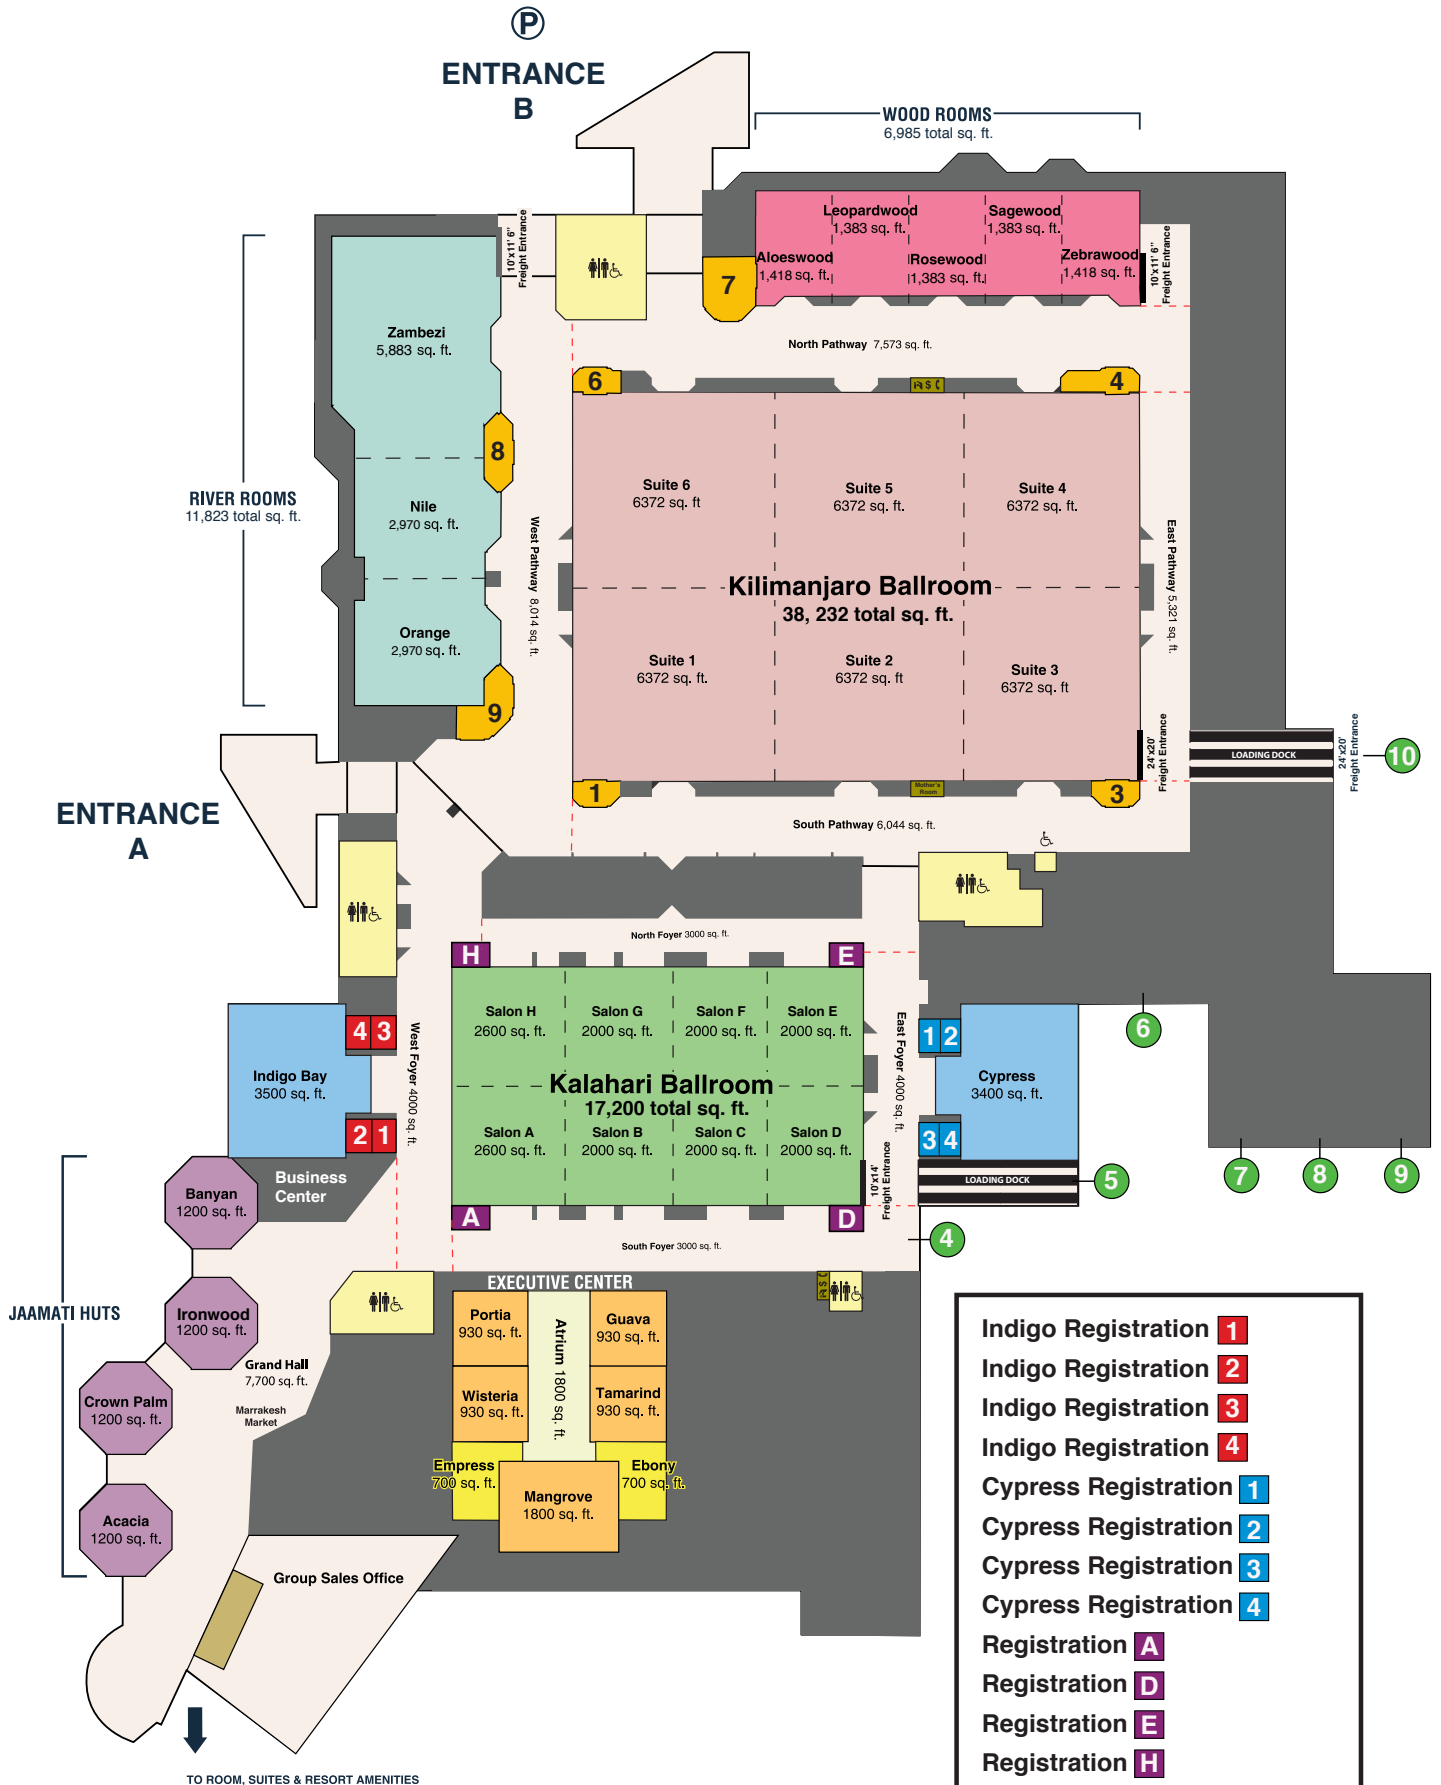 P
ENTRANCE
B
WOOD ROOMS
6,985 total sq. ft.
Leopardwood
1,383 sq. ft.
Sagewood
1,383 sq. ft.
Aloeswood
1,418 sq. ft.
Rosewood
1,383 sq. ft.
Zebrawood
1,418 sq. ft.
10'x11' 6"
Freight Entrance
10'x11' 6"
Freight Entrance
7
Zambezi
5,883 sq. ft.
North Pathway 7,573 sq. ft.
6
$
4
8
RIVER ROOMS
11,823 total sq. ft.
Nile
2,970 sq. ft.
Orange
2,970 sq. ft.
9
West Pathway 8,014 sq. ft.
Suite 6
6372 sq. ft
Suite 5
6372 sq. ft.
Suite 4
6372 sq. ft.
Kilimanjaro Ballroom
38, 232 total sq. ft.
Suite 1
6372 sq. ft.
Suite 2
6372 sq. ft
Suite 3
6372 sq. ft
East Pathway 5,321 sq. ft.
24'x20'
Freight Entrance
LOADING DOCK
24'x20'
Freight Entrance
10
1
Mother's
Room
3
South Pathway 6,044 sq. ft.
ENTRANCE
A
North Foyer 3000 sq. ft.
H
E
Salon H
2600 sq. ft.
Salon G
2000 sq. ft.
Salon F
2000 sq. ft.
Salon E
2000 sq. ft.
Kalahari Ballroom
17,200 total sq. ft.
Salon A
2600 sq. ft.
Salon B
2000 sq. ft.
Salon C
2000 sq. ft.
Salon D
2000 sq. ft.
A
D
West Foyer 4000 sq. ft.
East Foyer 4000 sq. ft.
10'x14'
Freight Entrance
4 3
Indigo Bay
3500 sq. ft.
2 1
Business
Center
1 2
Cypress
3400 sq. ft.
3 4
LOADING DOCK
5
6
7
8
9
4
South Foyer 3000 sq. ft.
JAAMATI HUTS
Banyan
1200 sq. ft.
Ironwood
1200 sq. ft.
Crown Palm
1200 sq. ft.
Acacia
1200 sq. ft.
Grand Hall
7,700 sq. ft.
Marrakesh
Market
EXECUTIVE CENTER
$
Portia
930 sq. ft.
Guava
930 sq. ft.
Atrium 1800 sq. ft.
Wisteria
930 sq. ft.
Tamarind
930 sq. ft.
Empress
700 sq. ft.
Ebony
700 sq. ft.
Mangrove
1800 sq. ft.
Group Sales Office
TO ROOM, SUITES & RESORT AMENITIES
Indigo Registration 1
Indigo Registration 2
Indigo Registration 3
Indigo Registration 4
Cypress Registration 1
Cypress Registration 2
Cypress Registration 3
Cypress Registration 4
Registration A
Registration D
Registration E
Registration H